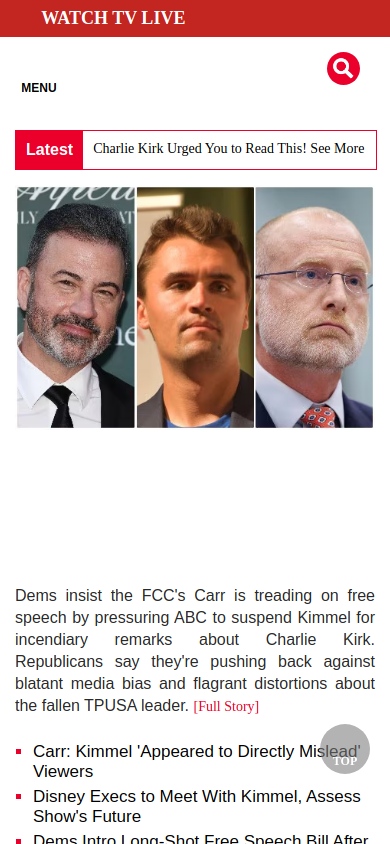 WATCH TV LIVE
MENU
Latest
Charlie Kirk Urged You to Read This! See More
Dems insist the FCC's Carr is treading on free
speech by pressuring ABC to suspend Kimmel for
incendiary remarks about Charlie Kirk.
Republicans say they're pushing back against
blatant media bias and flagrant distortions about
the fallen TPUSA leader. [Full Story]
Carr: Kimmel 'Appeared to Directly Mislead'
Viewers
TOP
Disney Execs to Meet With Kimmel, Assess
Show's Future
Dems Intro Long-Shot Free Speech Bill After